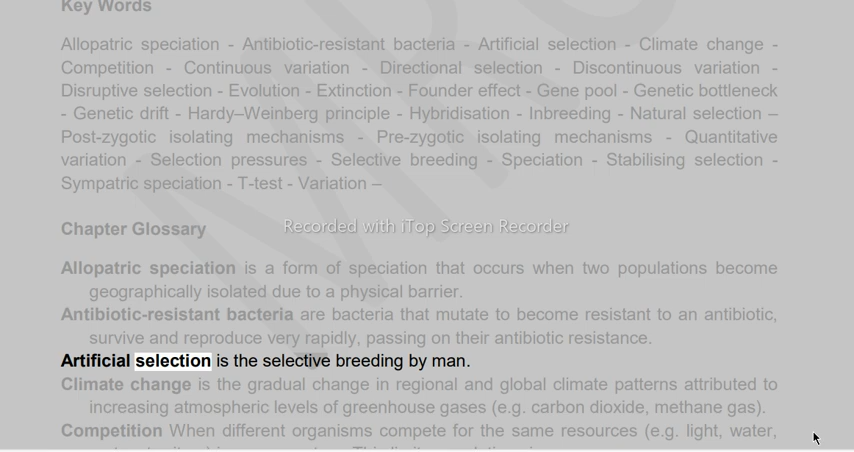 Key Words
Allopatric speciation - Antibiotic-resistant bacteria - Artificial selection - Climate change -
Competition - Continuous variation - Directional selection - Discontinuous variation -
Disruptive selection - Evolution - Extinction - Founder effect - Gene pool - Genetic bottleneck
- Genetic drift - Hardy–Weinberg principle - Hybridisation - Inbreeding - Natural selection –
Post-zygotic isolating mechanisms - Pre-zygotic isolating mechanisms - Quantitative
variation - Selection pressures - Selective breeding - Speciation - Stabilising selection -
Sympatric speciation - T-test - Variation –
Recorded with iTop Screen Recorder
Chapter Glossary
Allopatric speciation is a form of speciation that occurs when two populations become
geographically isolated due to a physical barrier.
Antibiotic-resistant bacteria are bacteria that mutate to become resistant to an antibiotic,
survive and reproduce very rapidly, passing on their antibiotic resistance.
Artificial selection is the selective breeding by man.
Climate change is the gradual change in regional and global climate patterns attributed to
increasing atmospheric levels of greenhouse gases (e.g. carbon dioxide, methane gas).
Competition When different organisms compete for the same resources (e.g. light, water,